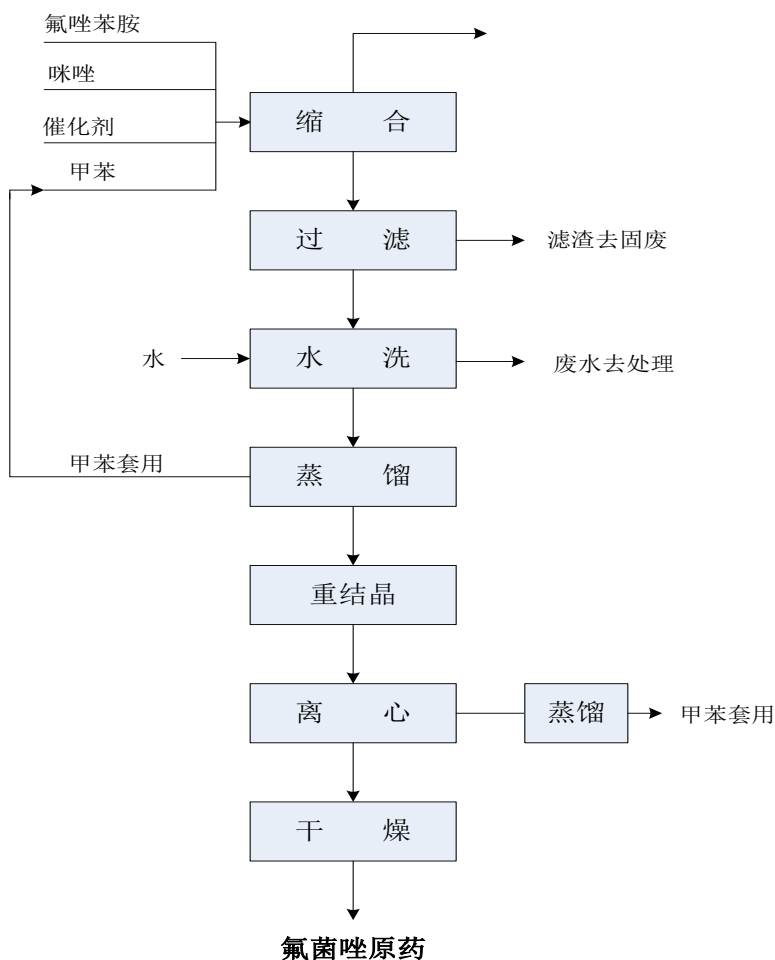 氟唑苯胺
咪唑
催化剂
甲苯
缩 合
过 滤
滤渣去固废
水
水 洗
废水去处理
甲苯套用
蒸 馏
重结晶
离 心
蒸馏
甲苯套用
干 燥
氟菌唑原药